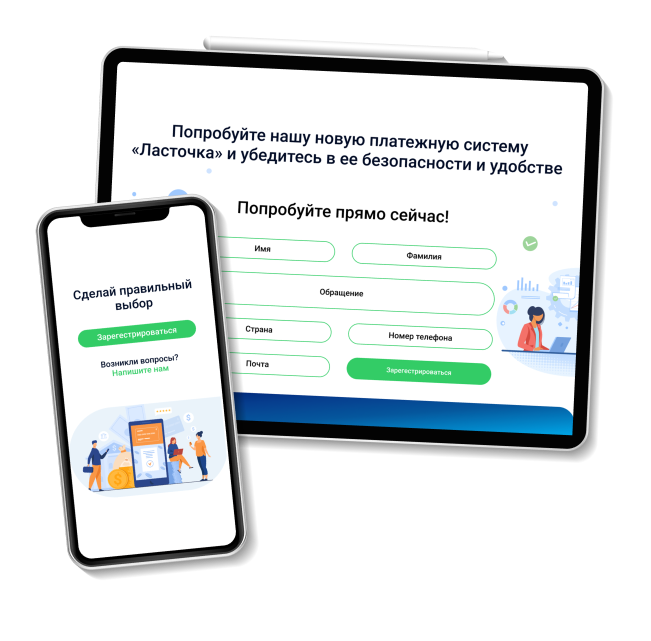 Попробуйте нашу новую платежную систему
«Ласточка» и убедитесь в ее безопасности и удобстве
Попробуйте прямо сейчас!
Имя
Фамилия
Обращение
Страна
Номер телефона
Почта
Зарегестрироваться
Сделай правильный
выбор
Зарегестрироваться
Возникли вопросы?
Напишите нам